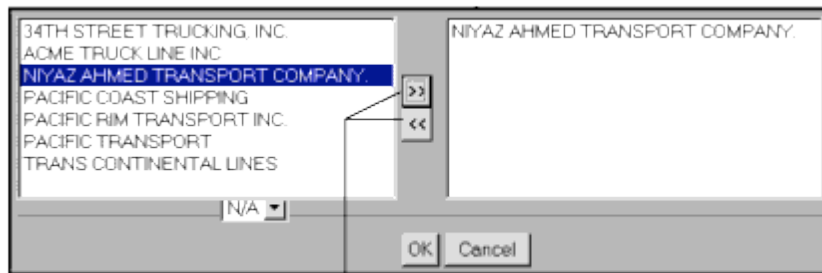 34TH STREET TRUCKING, INC.
ACME TRUCK LINE INC
NIYAZ AHMED TRANSPORT COMPANY.
PACIFIC COAST SHIPPING
PACIFIC RIM TRANSPORT INC.
PACIFIC TRANSPORT
TRANS CONTINENTAL LINES
>>
<<
NIYAZ AHMED TRANSPORT COMPANY.
N/A
OK
Cancel